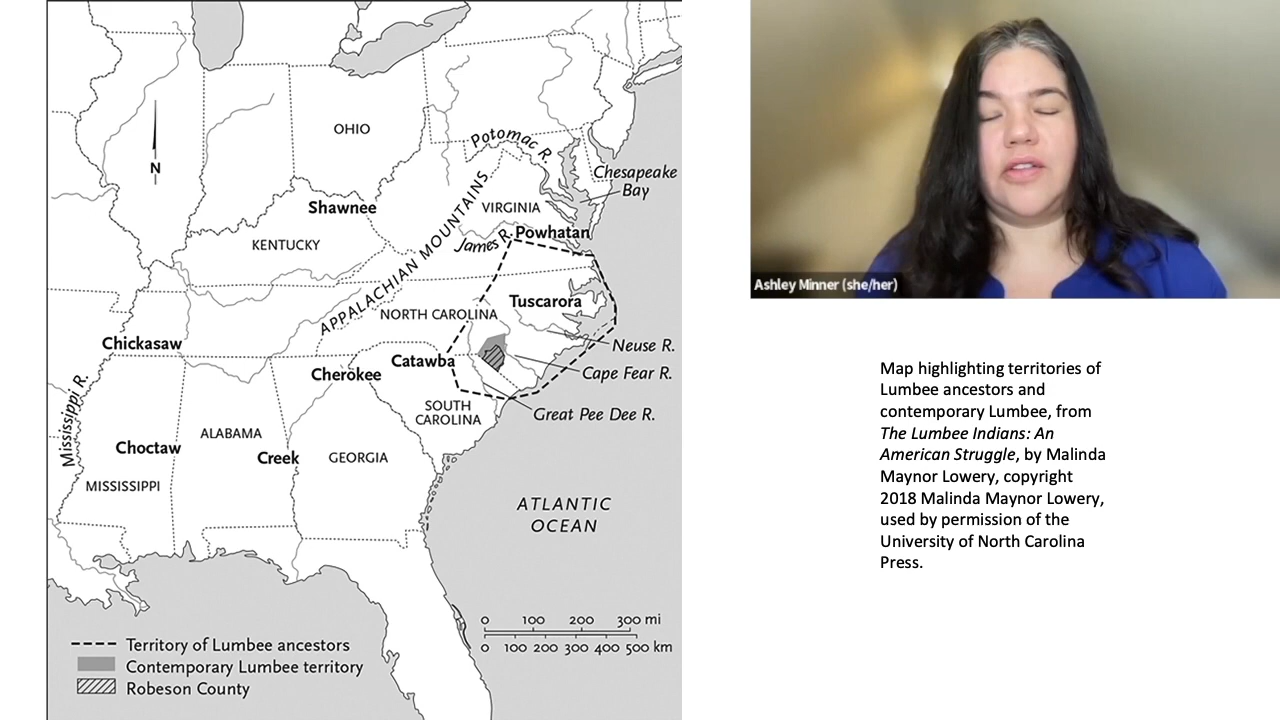 OHIO
N
Potomac R.
Chesapeake
Bay
Shawnee
VIRGINIA
KENTUCKY
James R.
Powhatan
APPALACHIAN MOUNTAINS
Tuscarora
NORTH CAROLINA
Chickasaw
Neuse R.
Catawba
Cherokee
Cape Fear R.
Mississippi R.
SOUTH
CAROLINA
Great Pee Dee R.
Choctaw
ALABAMA
Creek
GEORGIA
MISSISSIPPI
ATLANTIC
OCEAN
0 100 200 300 mi
0 100 200 300 400 500 km
Territory of Lumbee ancestors
Contemporary Lumbee territory
Robeson County
Ashley Minner (she/her)
Map highlighting territories of
Lumbee ancestors and
contemporary Lumbee, from
The Lumbee Indians: An
American Struggle, by Malinda
Maynor Lowery, copyright
2018 Malinda Maynor Lowery,
used by permission of the
University of North Carolina
Press.